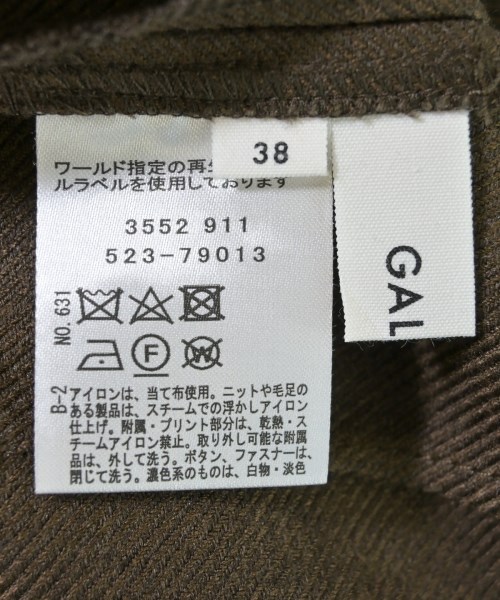 38
ワールド指定の再生
ルラベルを使用しております
3552 911
523-79013
NO. 631
F
W
B-2
アイロンは、当て布使用。ニットや毛足の
ある製品は、スチームでの浮かしアイロン
仕上げ。附属・プリント部分は、乾熱・ス
チームアイロン禁止。取り外し可能な附属
品は、外して洗う。ボタン、ファスナーは、
閉じて洗う。濃色系のものは、白物・淡色
GAL